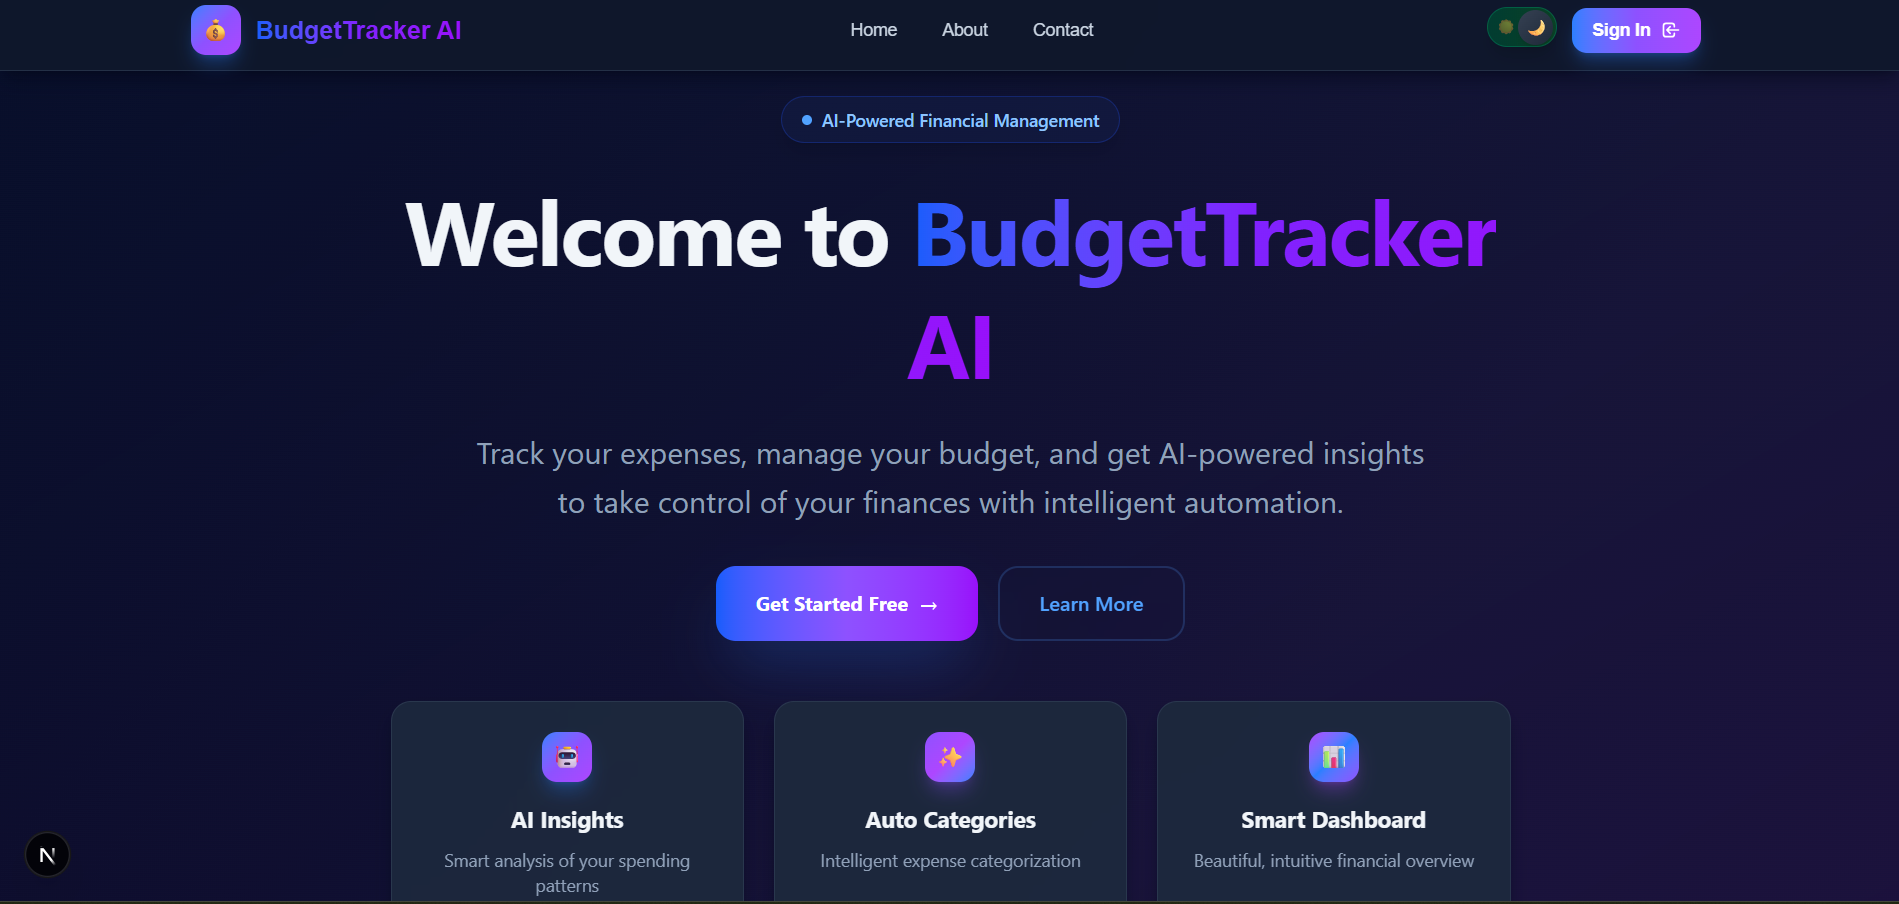 BudgetTracker AI
Home
About
Contact
Sign In
AI-Powered Financial Management
Welcome to BudgetTracker
AI
Track your expenses, manage your budget, and get AI-powered insights
to take control of your finances with intelligent automation.
Get Started Free →
Learn More
AI Insights
Smart analysis of your spending
patterns
Auto Categories
Intelligent expense categorization
Smart Dashboard
Beautiful, intuitive financial overview
N